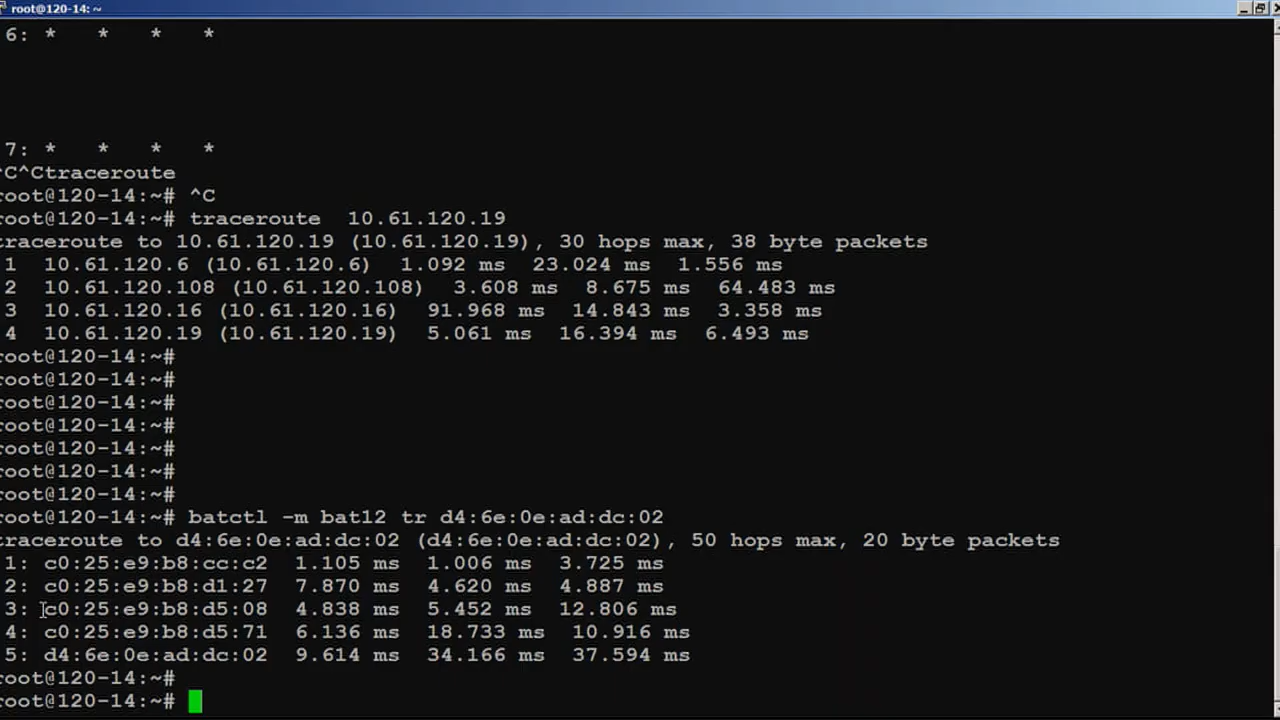 root@120-14: ~
6: * * * *
7: * * * *
^C^Ctraceroute
root@120-14:~# ^C
root@120-14:~# traceroute  10.61.120.19
traceroute to 10.61.120.19 (10.61.120.19), 30 hops max, 38 byte packets
1  10.61.120.6 (10.61.120.6)  1.092 ms  23.024 ms  1.556 ms
2  10.61.120.108 (10.61.120.108)  3.608 ms  8.675 ms  64.483 ms
3  10.61.120.16 (10.61.120.16)  91.968 ms  14.843 ms  3.358 ms
4  10.61.120.19 (10.61.120.19)  5.061 ms  16.394 ms  6.493 ms
root@120-14:~#
root@120-14:~#
root@120-14:~#
root@120-14:~#
root@120-14:~#
root@120-14:~#
root@120-14:~#
root@120-14:~# batctl -m bat12 tr d4:6e:0e:ad:dc:02
traceroute to d4:6e:0e:ad:dc:02 (d4:6e:0e:ad:dc:02), 50 hops max, 20 byte packets
1: c0:25:e9:b8:cc:c2  1.105 ms  1.006 ms  3.725 ms
2: c0:25:e9:b8:d1:27  7.870 ms  4.620 ms  4.887 ms
3: c0:25:e9:b8:d5:08  4.838 ms  5.452 ms  12.806 ms
4: c0:25:e9:b8:d5:71  6.136 ms  18.733 ms  10.916 ms
5: d4:6e:0e:ad:dc:02  9.614 ms  34.166 ms  37.594 ms
root@120-14:~#
root@120-14:~#